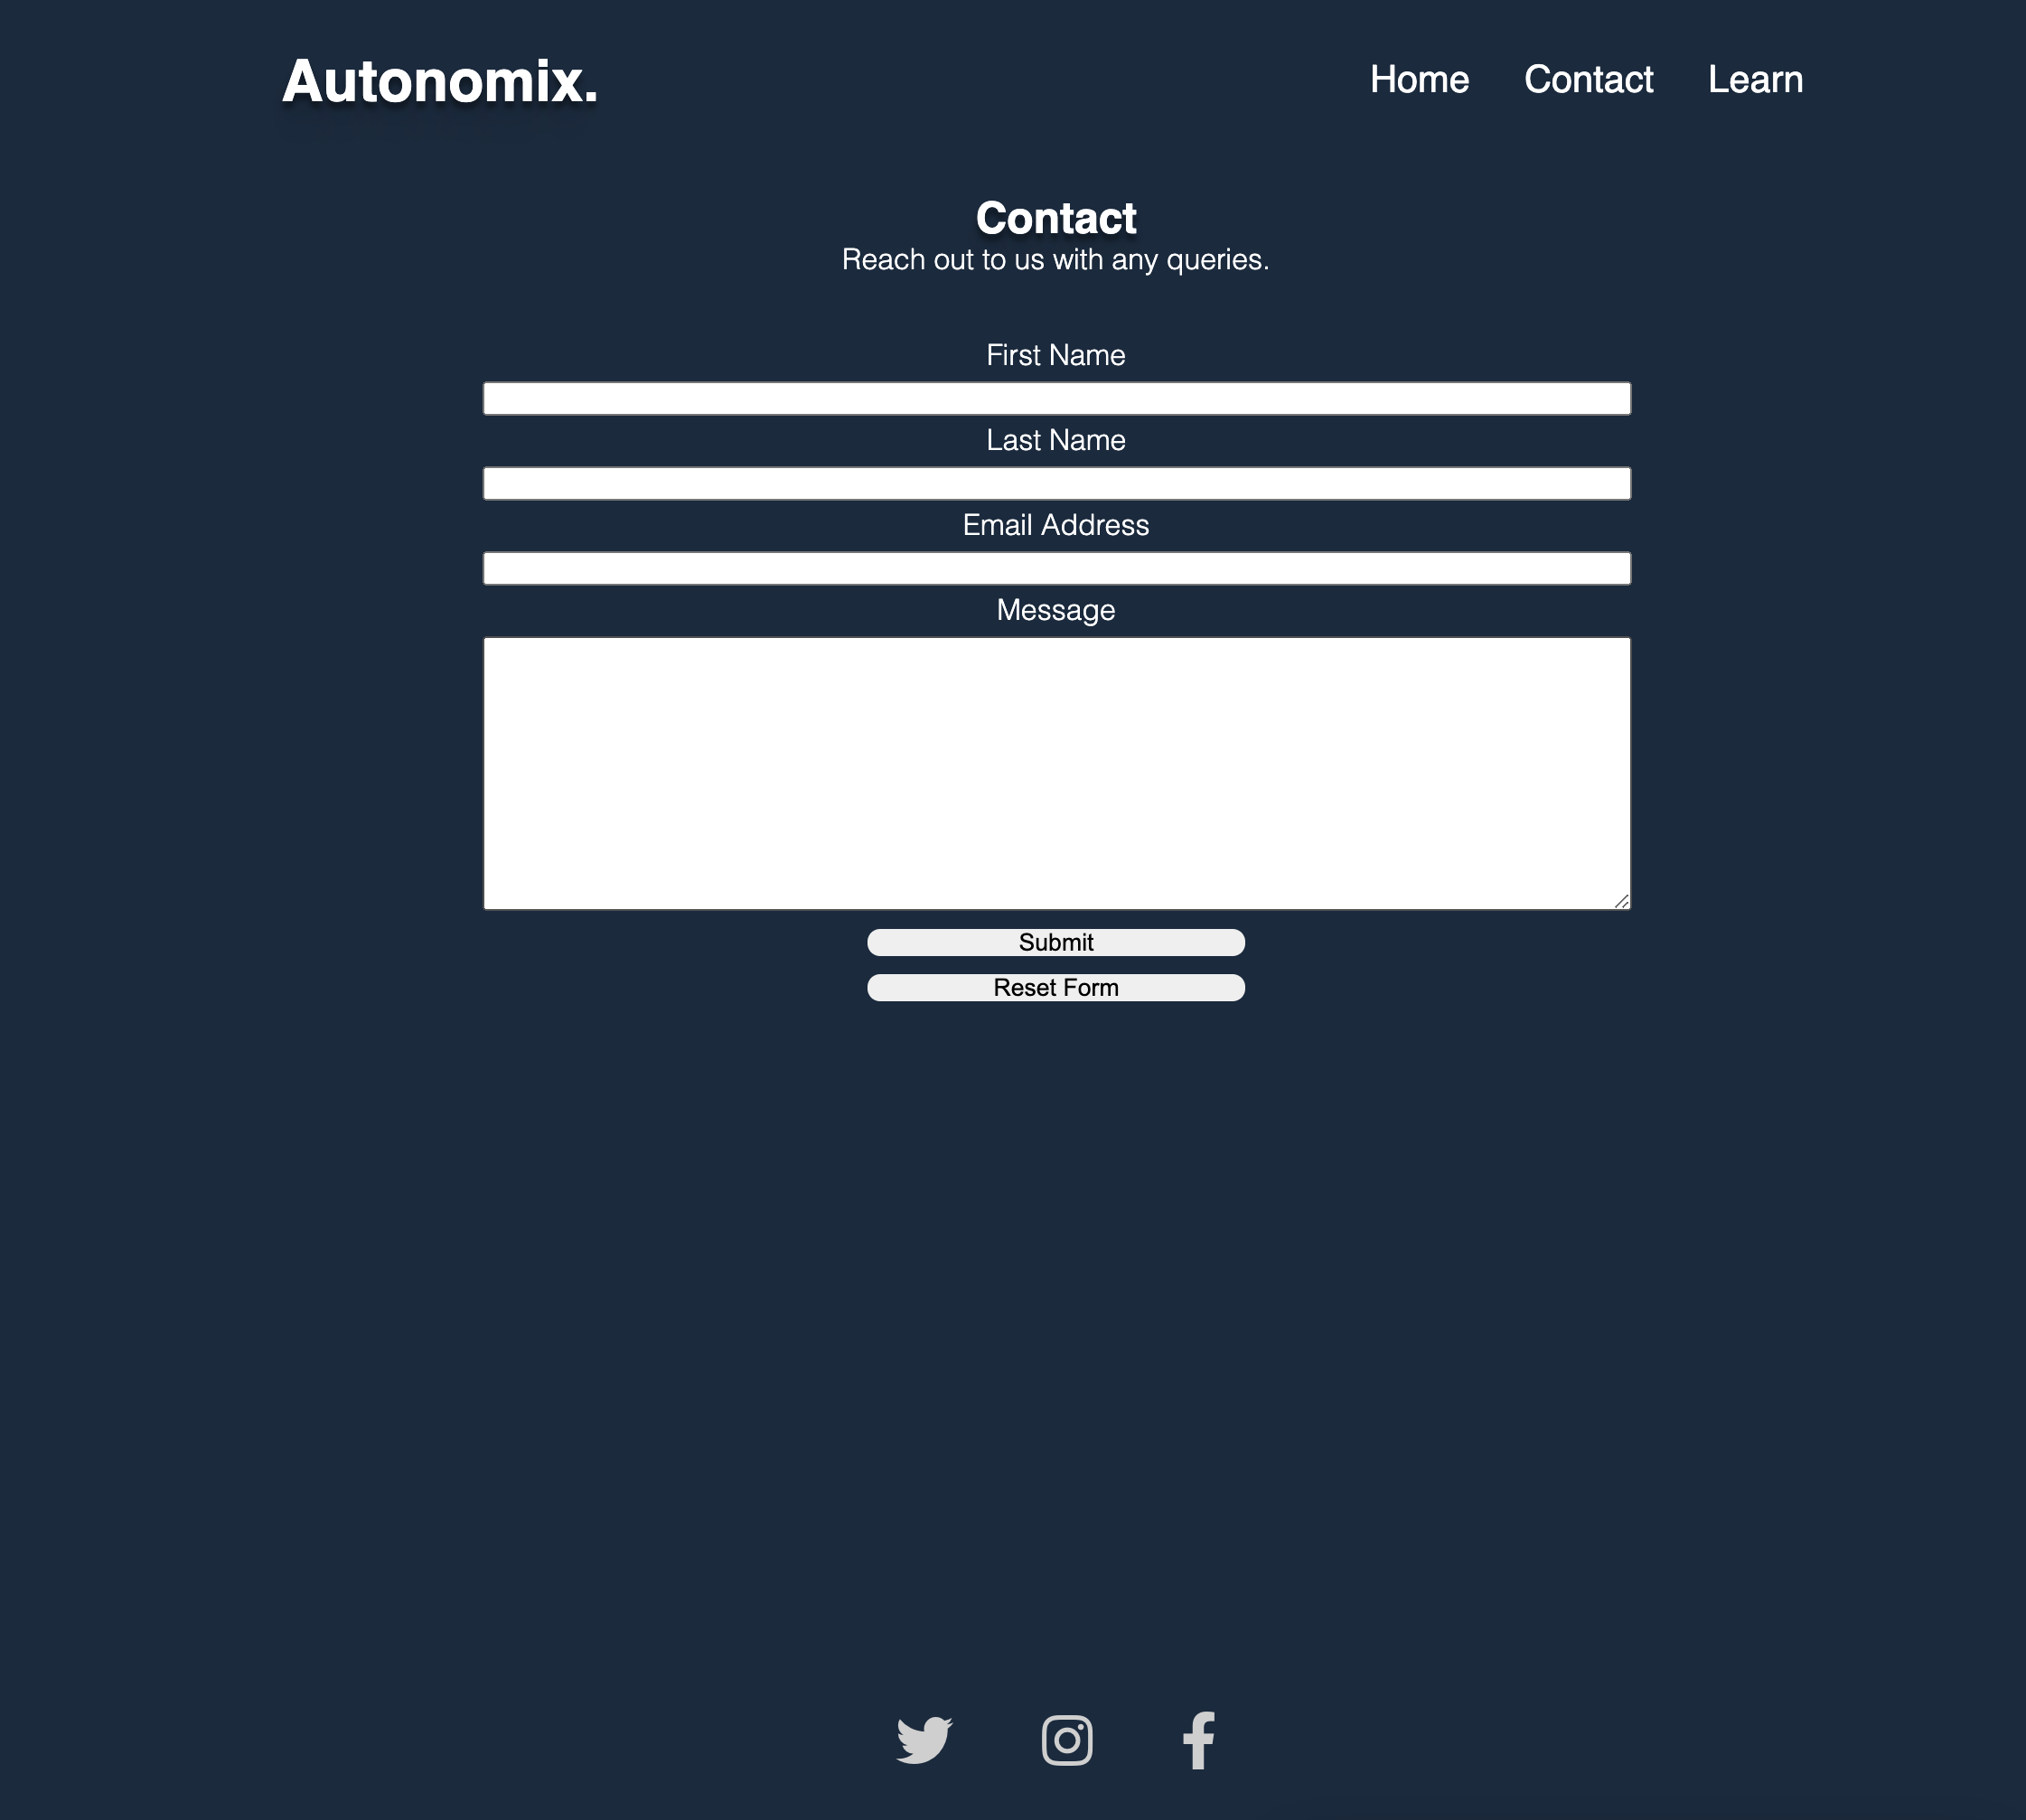 Autonomix.
Home Contact Learn
Contact
Reach out to us with any queries.
First Name
Last Name
Email Address
Message
Submit
Reset Form